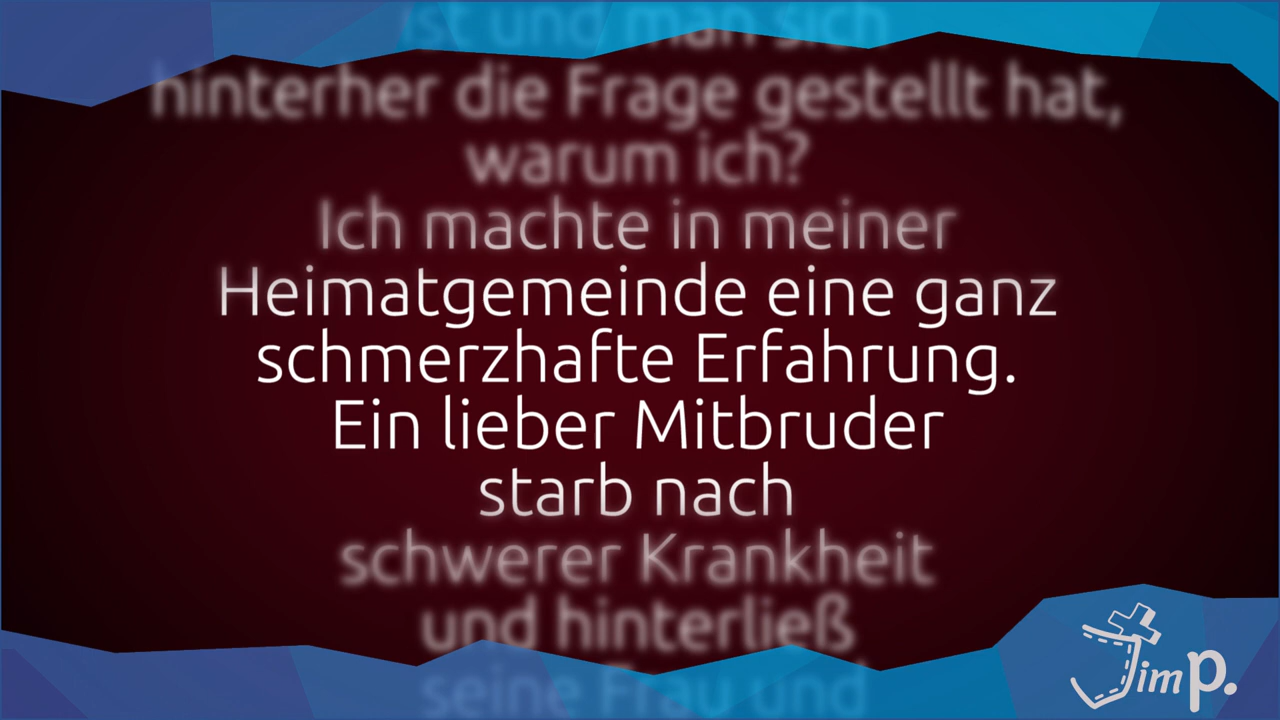 ist und man sich
hinterher die Frage gestellt hat,
warum ich?
Ich machte in meiner
Heimatgemeinde eine ganz
schmerzhafte Erfahrung.
Ein lieber Mitbruder
starb nach
schwerer Krankheit
und hinterließ
seine Frau und
Jim P.